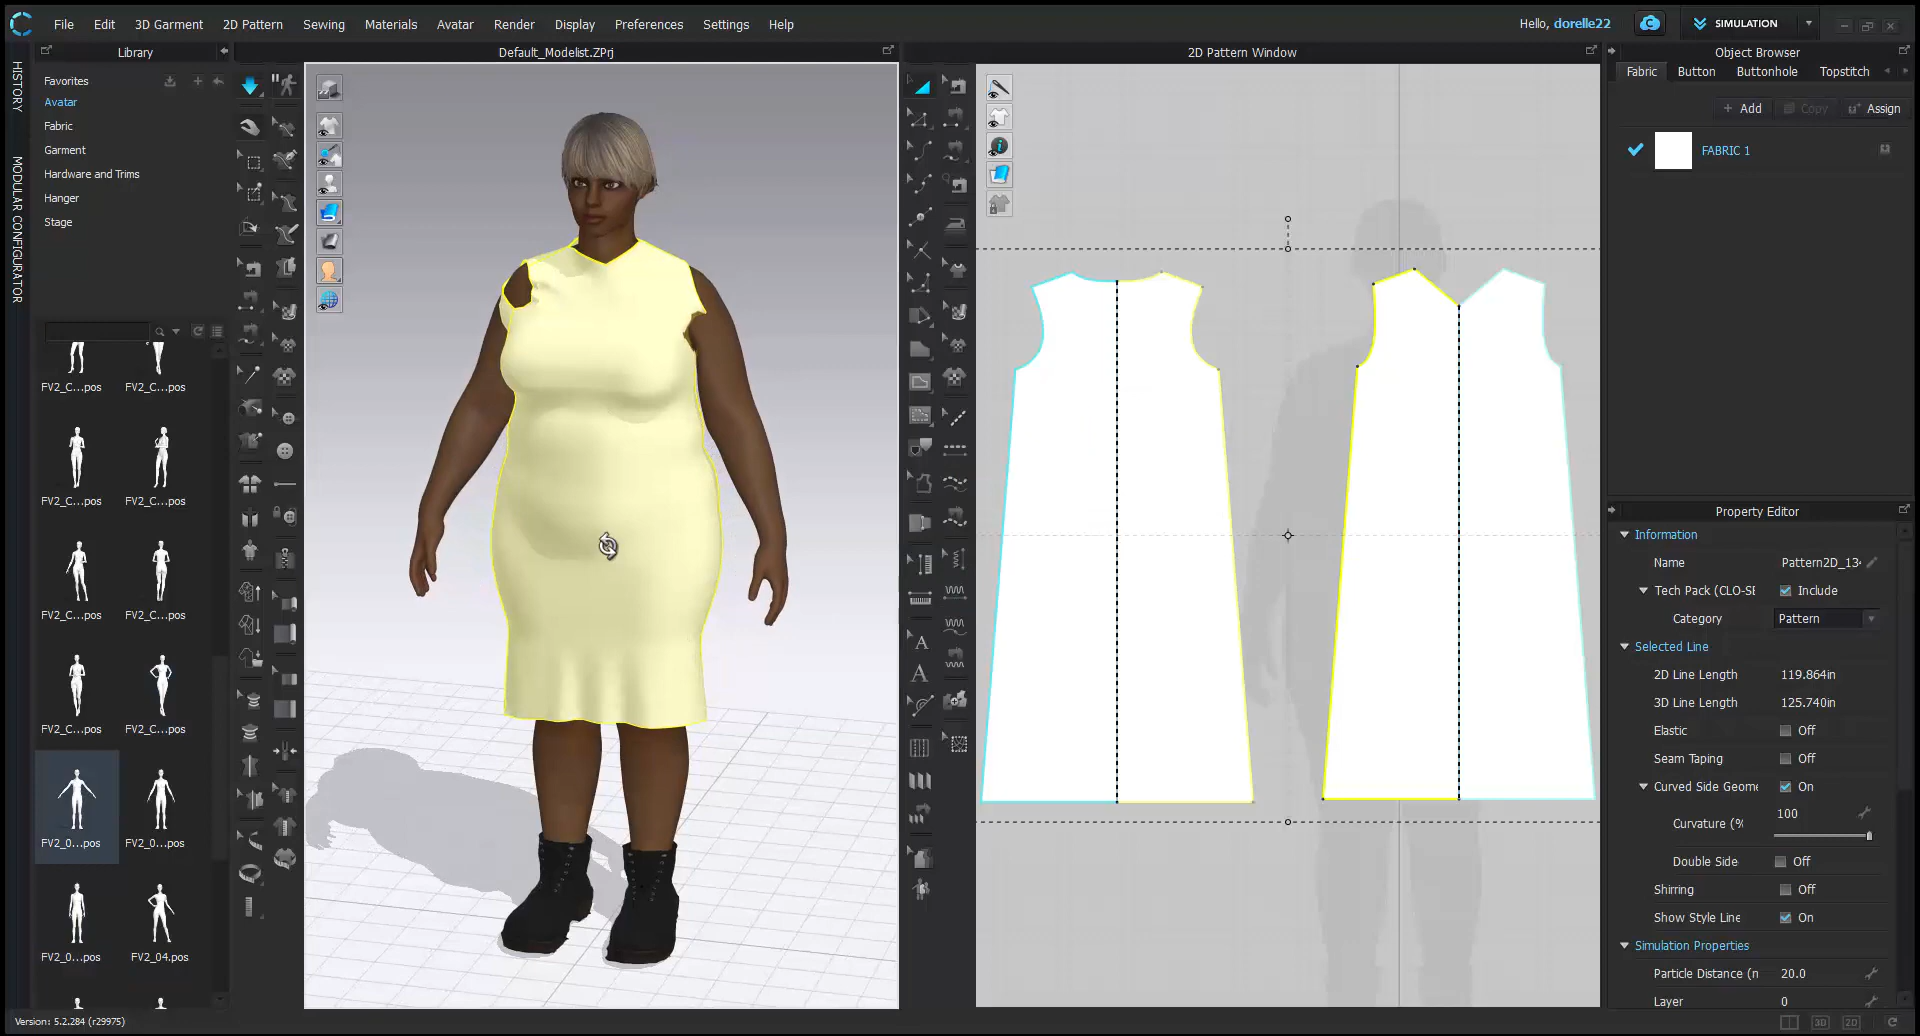 File Edit 3D Garment 2D Pattern Sewing Materials Avatar Render Display Preferences Settings Help
Hello, dorelle22
SIMULATION
HISTORY
MODULAR CONFIGURATOR
Library
Favorites
Avatar
Fabric
Garment
Hardware and Trims
Hanger
Stage
FV2_C...pos FV2_C...pos
FV2_C...pos FV2_C...pos
FV2_C...pos FV2_C...pos
FV2_C...pos FV2_C...pos
FV2_0...pos FV2_0...pos
FV2_0...pos FV2_04.pos
Default_Modelist.ZPrj
2D Pattern Window
A
A
Object Browser
Fabric Button Buttonhole Topstitch
+ Add Copy Assign
FABRIC 1
Property Editor
Information
Name Pattern2D_134
Tech Pack (CLO-SE Include
Category Pattern
Selected Line
2D Line Length 119.864in
3D Line Length 125.740in
Elastic Off
Seam Taping Off
Curved Side Geome On
Curvature (% 100
Double Side Off
Shirring Off
Show Style Line On
Simulation Properties
Particle Distance (n 20.0
Layer 0
Version: 5.2.284 (r29975)
3D 2D